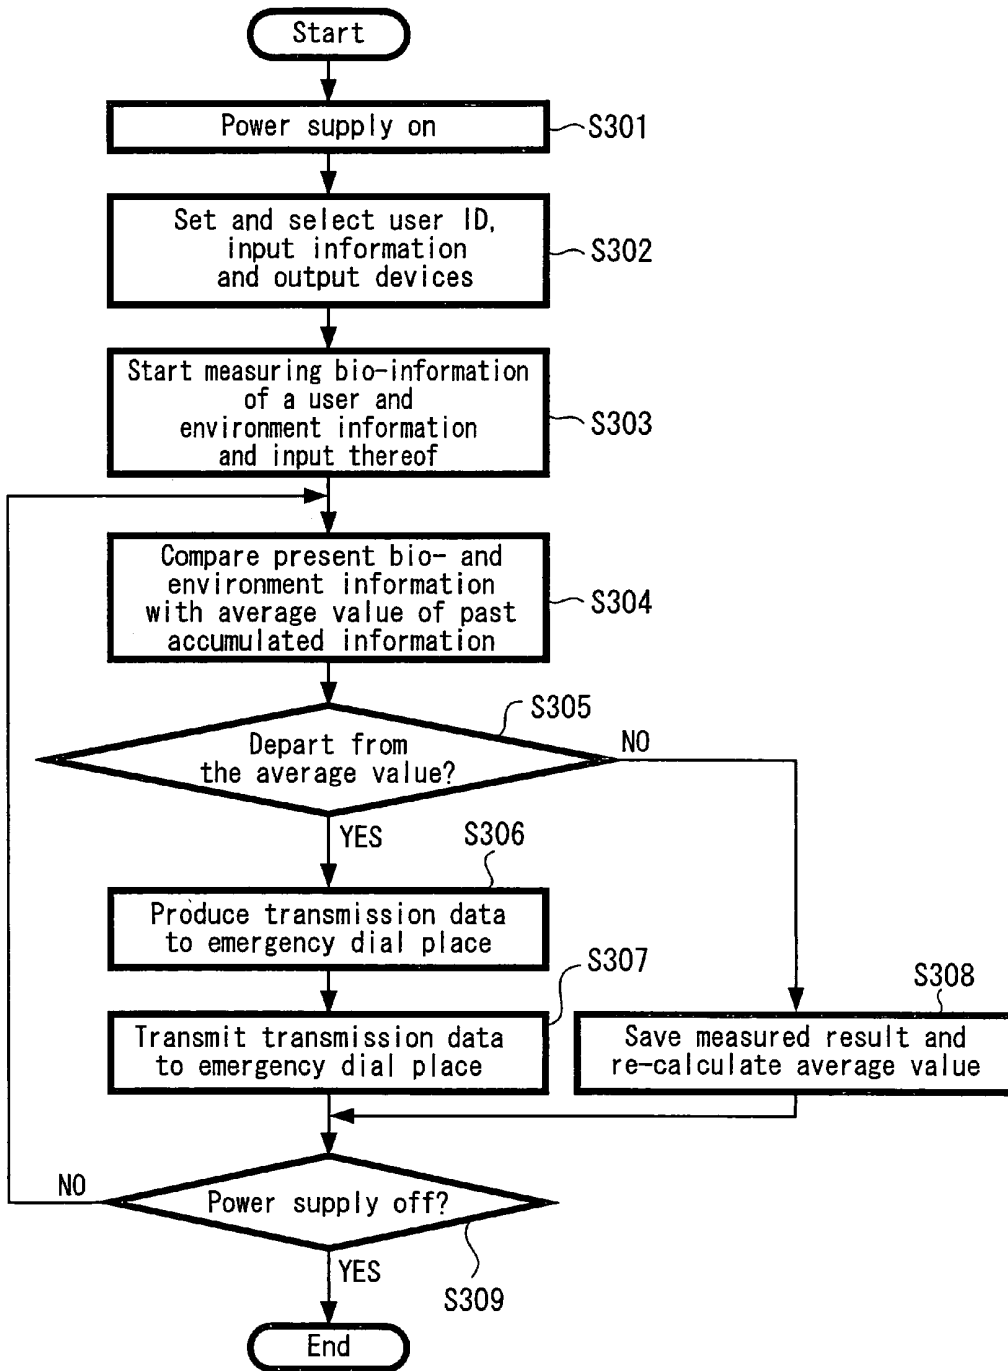 Start
Power supply on
S301
Set and select user ID,
input information
and output devices
S302
Start measuring bio-information
of a user and
environment information
and input thereof
S303
Compare present bio- and
environment information
with average value of past
accumulated information
S304
S305
Depart from
the average value?
NO
YES
S306
Produce transmission data
to emergency dial place
S307
Transmit transmission data
to emergency dial place
S308
Save measured result and
re-calculate average value
NO
Power supply off?
YES
S309
End